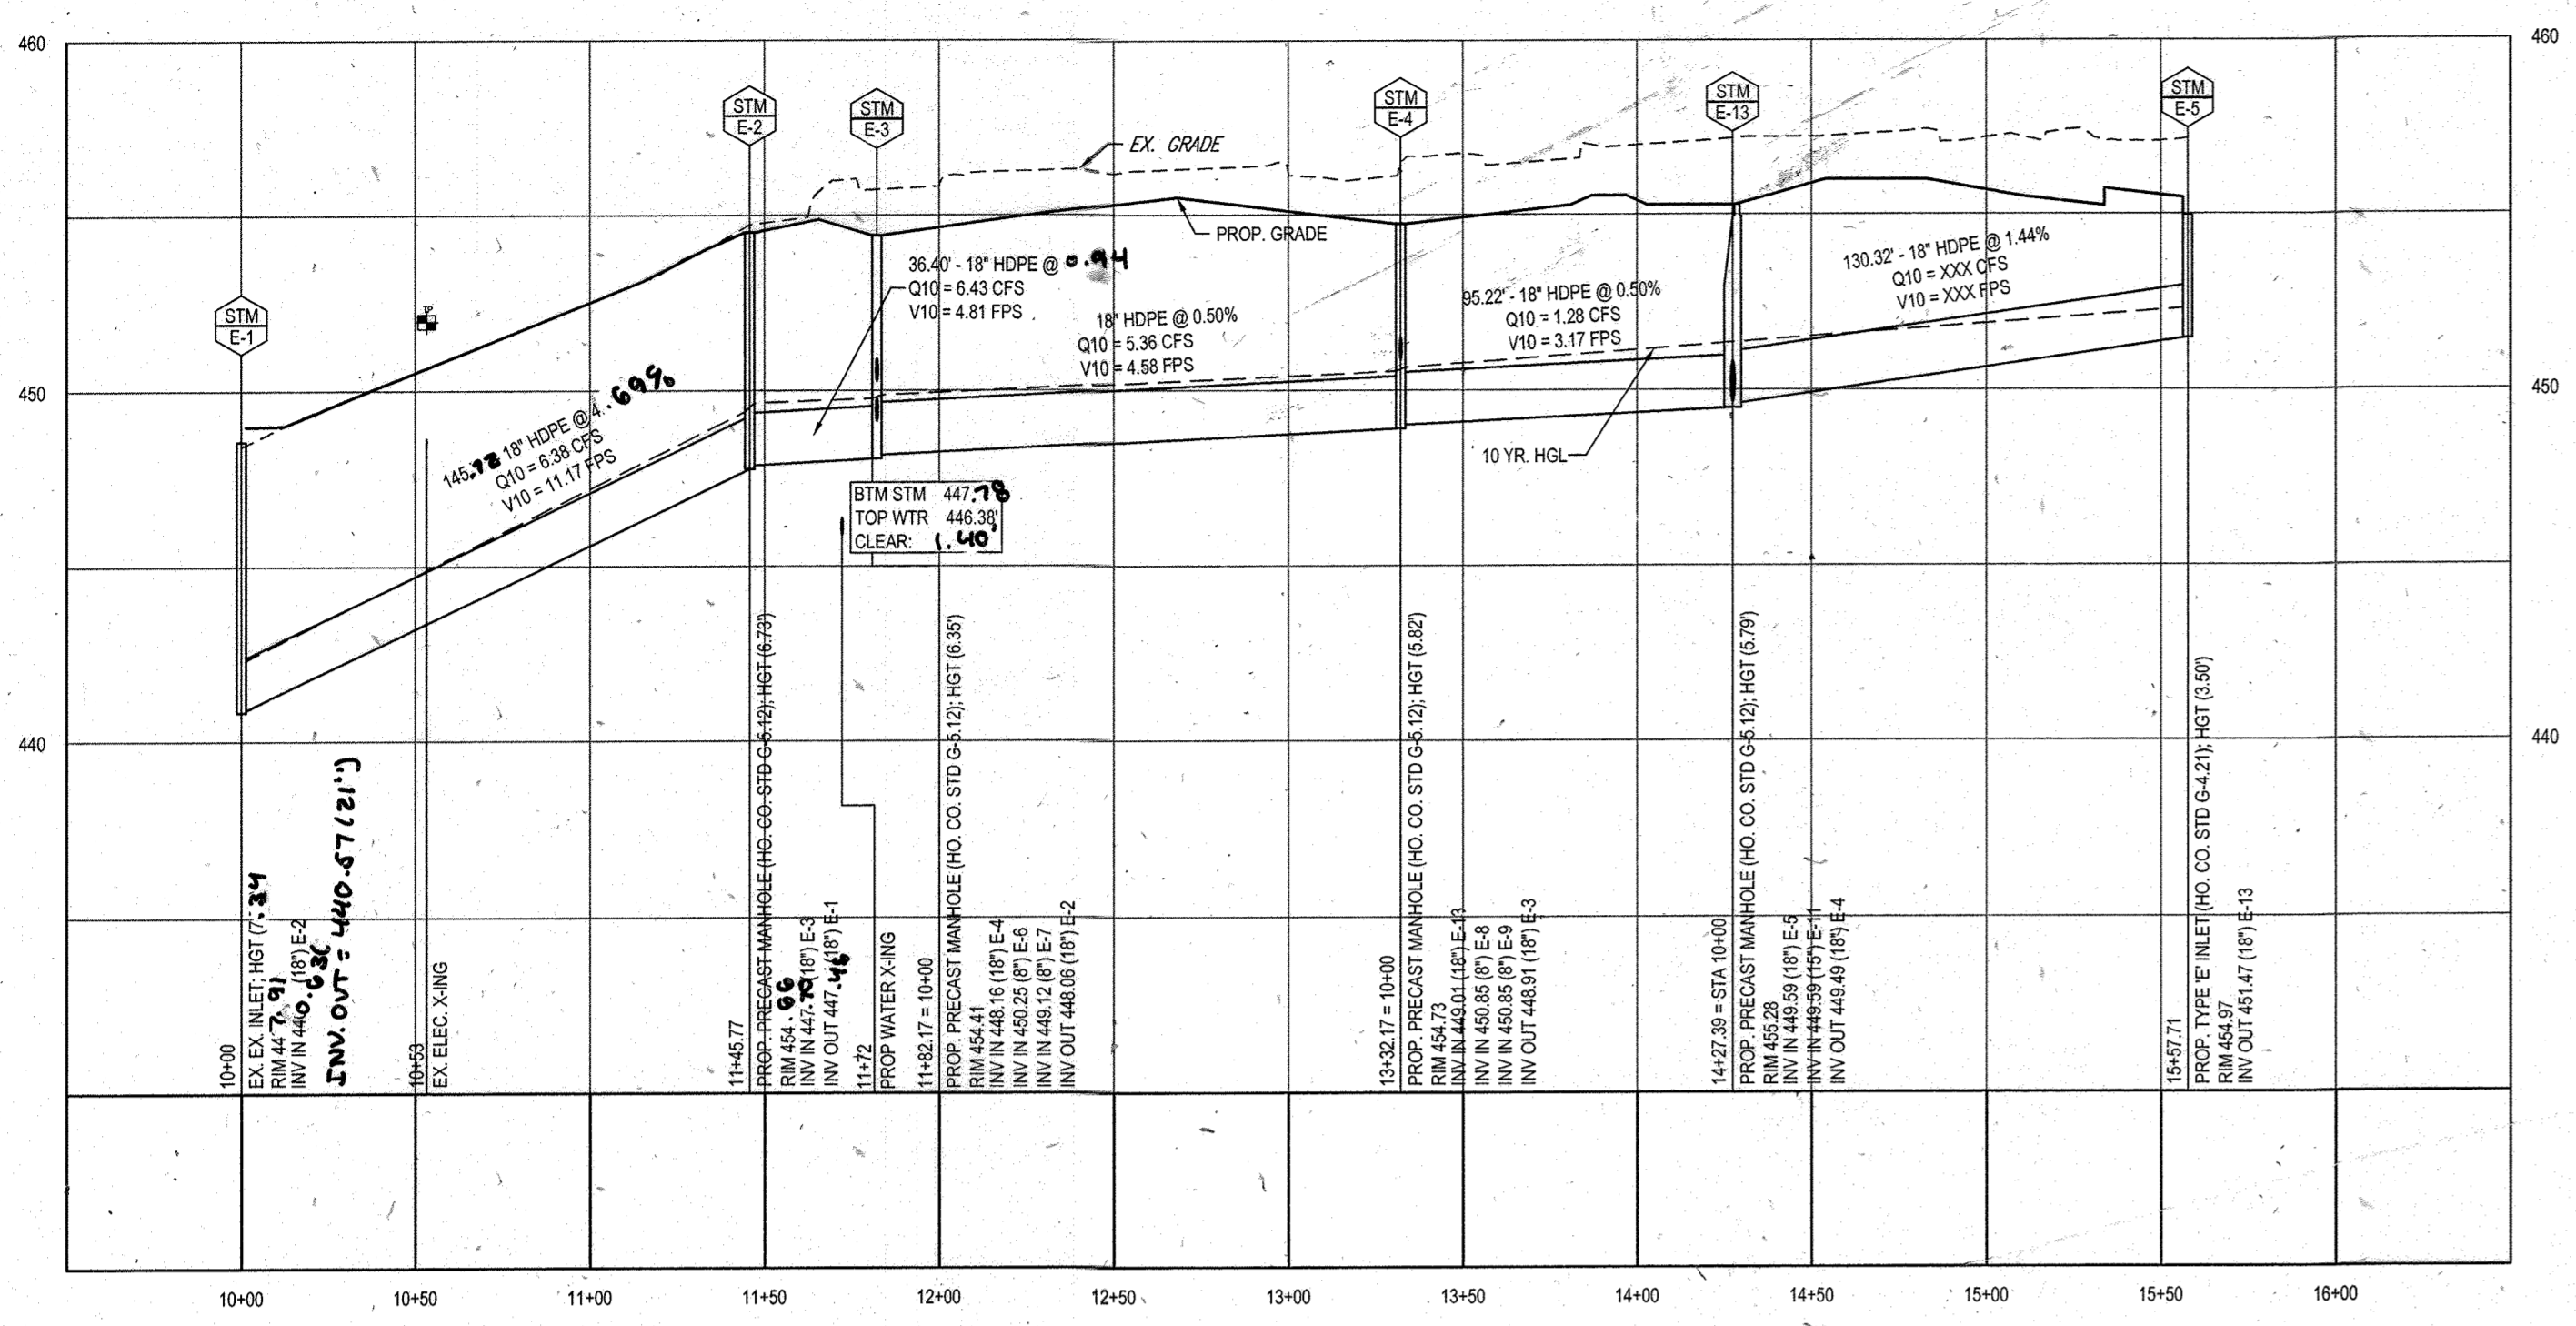 460
460
STM
E-1
STM
E-2
STM
E-3
STM
E-4
STM
E-13
STM
E-5
EX. GRADE
PROP. GRADE
36.40' - 18" HDPE @ 0.94
Q10 = 6.43 CFS
V10 = 4.81 FPS
18" HDPE @ 0.50%
Q10 = 5.36 CFS
V10 = 4.58 FPS
95.22' - 18" HDPE @ 0.50%
Q10 = 1.28 CFS
V10 = 3.17 FPS
130.32' - 18" HDPE @ 1.44%
Q10 = XXX CFS
V10 = XXX FPS
450
450
145.72 18" HDPE @ 4.69%
Q10 = 6.38 CFS
V10 = 11.17 FPS
10 YR. HGL
BTM STM 447.78
TOP WTR 446.38'
CLEAR: 1.40'
440
440
10+00
EX. EX. INLET; HGT (7.34
RIM 447.91
INV IN 440.63( (18") E-2
INV. OUT = 440.57 (21")
10+53
EX. ELEC. X-ING
11+45.77
PROP. PRECAST MANHOLE (HO. CO. STD G-5.12); HGT (6.73')
RIM 454.66
INV IN 447.70 (18") E-3
INV OUT 447.46 (18") E-1
11+72
PROP WATER X-ING
11+82.17 = 10+00
PROP. PRECAST MANHOLE (HO. CO. STD G-5.12); HGT (6.35')
RIM 454.41
INV IN 448.16 (18") E-4
INV IN 450.25 (8") E-6
INV IN 449.12 (8") E-7
INV OUT 448.06 (18") E-2
13+32.17 = 10+00
PROP. PRECAST MANHOLE (HO. CO. STD G-5.12); HGT (5.82')
RIM 454.73
INV IN 449.01 (18") E-13
INV IN 450.85 (8") E-8
INV IN 450.85 (8") E-9
INV OUT 448.91 (18") E-3
14+27.39 = STA 10+00
PROP. PRECAST MANHOLE (HO. CO. STD G-5.12); HGT (5.79')
RIM 455.28
INV IN 449.59 (18") E-5
INV IN 449.59 (15") E-11
INV OUT 449.49 (18") E-4
15+57.71
PROP. TYPE 'E' INLET (HO. CO. STD G-4.21); HGT (3.50')
RIM 454.97
INV OUT 451.47 (18") E-13
10+00
10+50
11+00
11+50
12+00
12+50
13+00
13+50
14+00
14+50
15+00
15+50
16+00